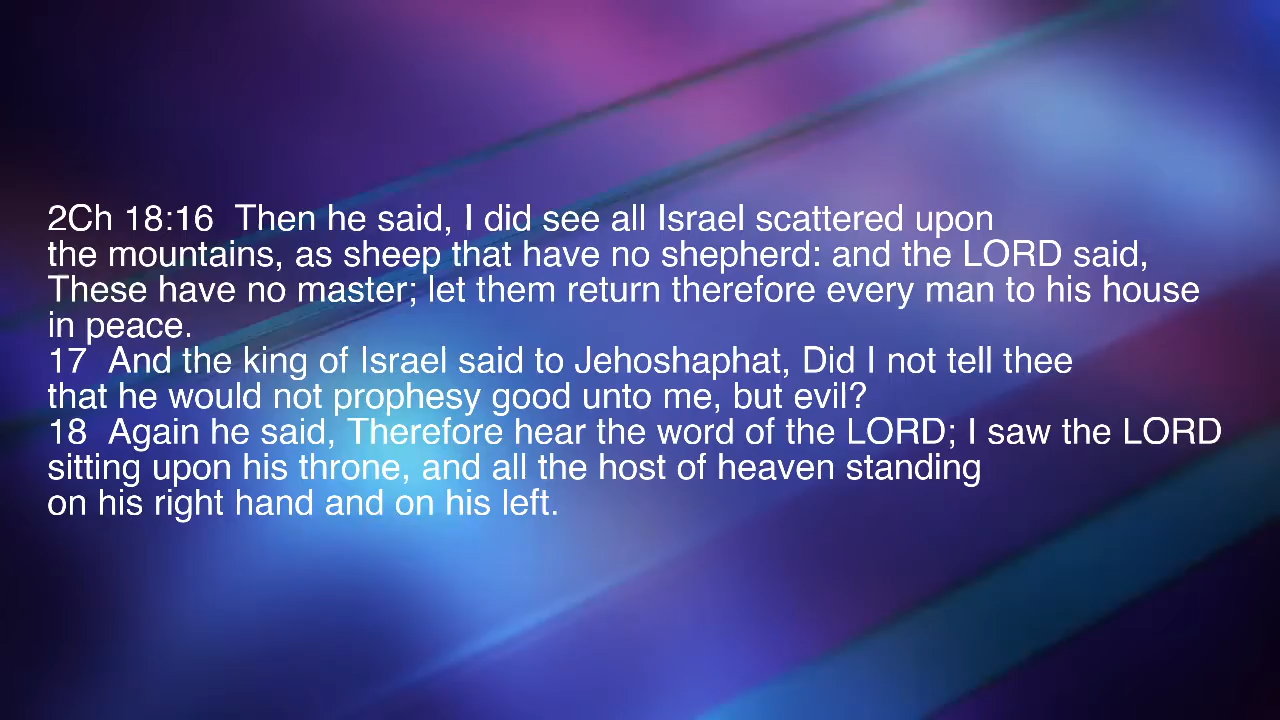 2Ch 18:16  Then he said, I did see all Israel scattered upon
the mountains, as sheep that have no shepherd: and the LORD said,
These have no master; let them return therefore every man to his house
in peace.
17  And the king of Israel said to Jehoshaphat, Did I not tell thee
that he would not prophesy good unto me, but evil?
18  Again he said, Therefore hear the word of the LORD; I saw the LORD
sitting upon his throne, and all the host of heaven standing
on his right hand and on his left.